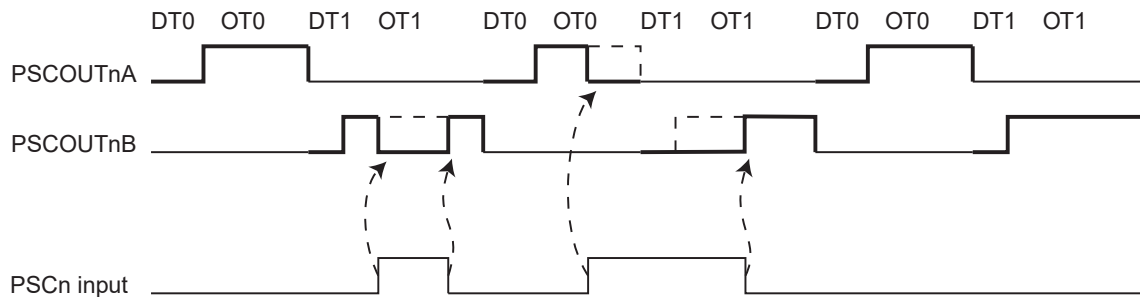 DT0 OT0 DT1 OT1 DT0 OT0 DT1 OT1 DT0 OT0 DT1 OT1
PSCOUTnA
PSCOUTnB
PSCn input